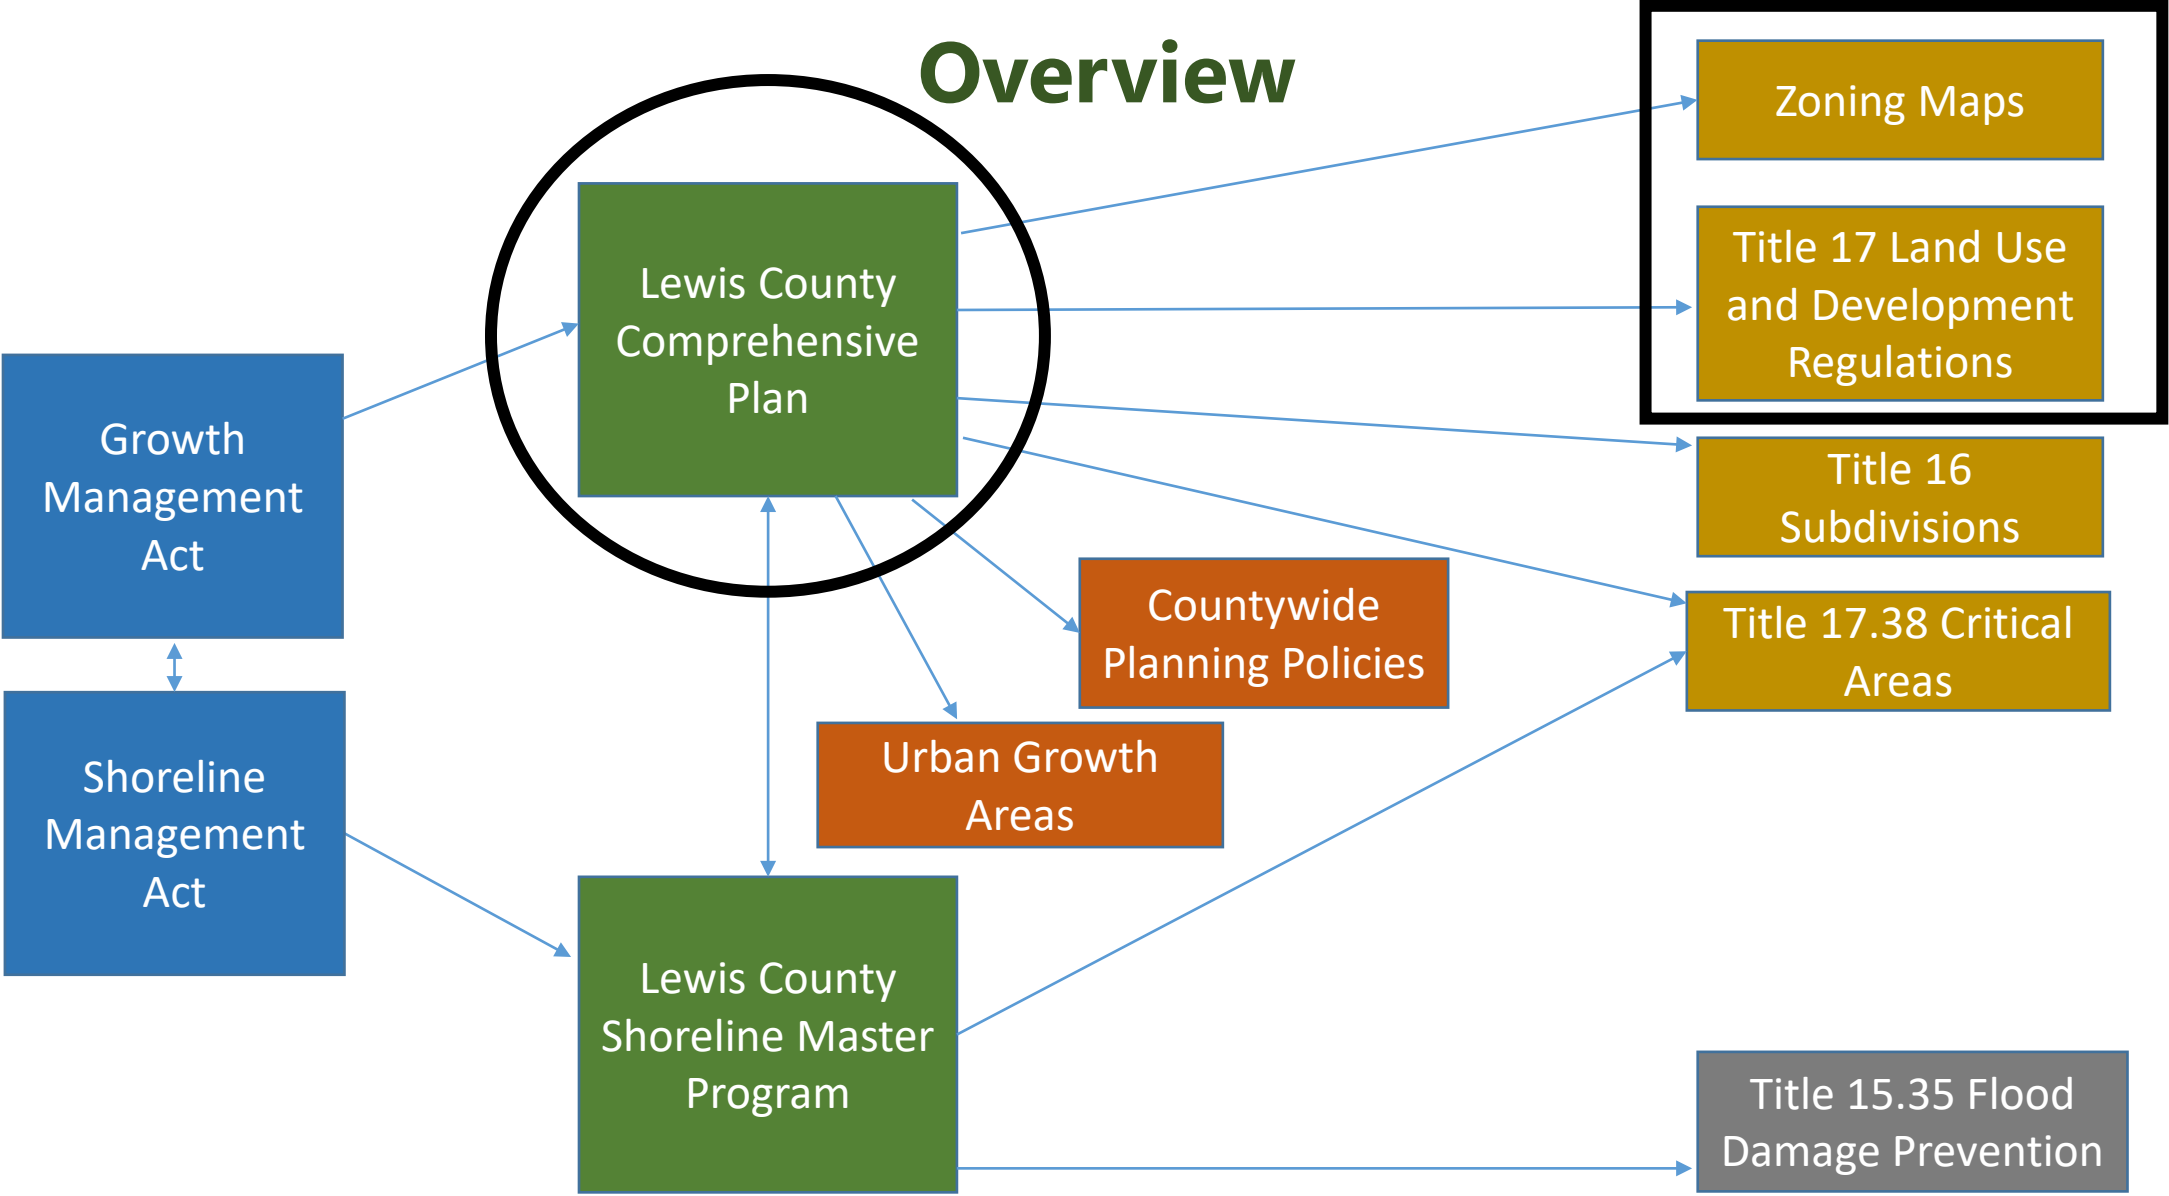 Overview
Growth
Management
Act
Shoreline
Management
Act
Lewis County
Comprehensive
Plan
Lewis County
Shoreline Master
Program
Countywide
Planning Policies
Urban Growth
Areas
Zoning Maps
Title 17 Land Use
and Development
Regulations
Title 16
Subdivisions
Title 17.38 Critical
Areas
Title 15.35 Flood
Damage Prevention